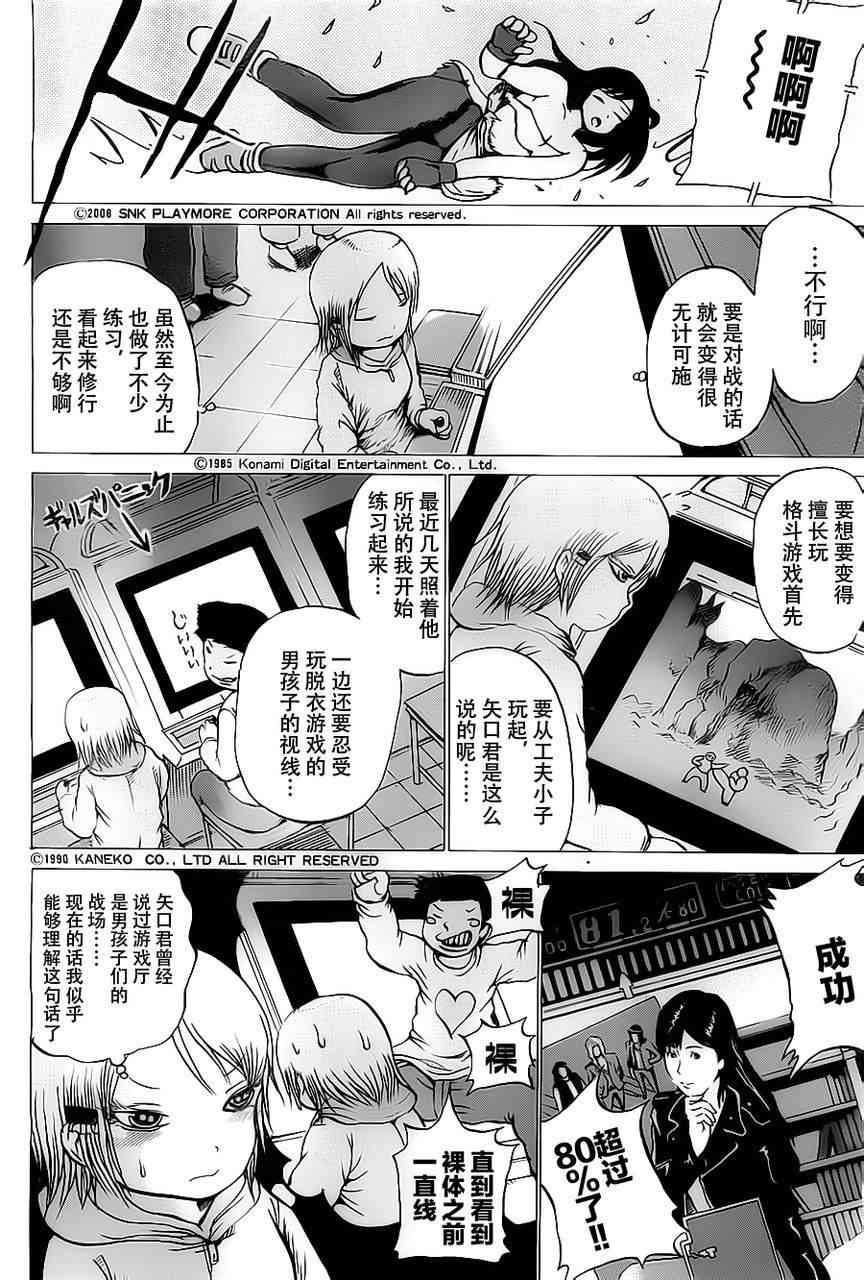 啊啊啊
©2006 SNK PLAYMORE CORPORATION All rights reserved.
…不行啊…
要是对战的话
就会变得很
无计可施
虽然至今为止
也做了不少
练习，
看起来修行
还是不够啊
©1985 Konami Digital Entertainment Co., Ltd.
要想要变得
擅长玩
格斗游戏首先
要从工夫小子
玩起，
矢口君是这么
说的呢……
最近几天照着他
所说的我开始
练习起来…
一边还要忍受
玩脱衣游戏的
男孩子的视线…
ギャルズパニック
じぃりぃ
©1990 KANEKO CO., LTD ALL RIGHT RESERVED
成功
81.2/80
超过
80%了!!
裸
裸
直到看到
裸体之前
一直线
矢口君曾经
说过游戏厅
是男孩子们的
战场……
现在的话我似乎
能够理解这句话了